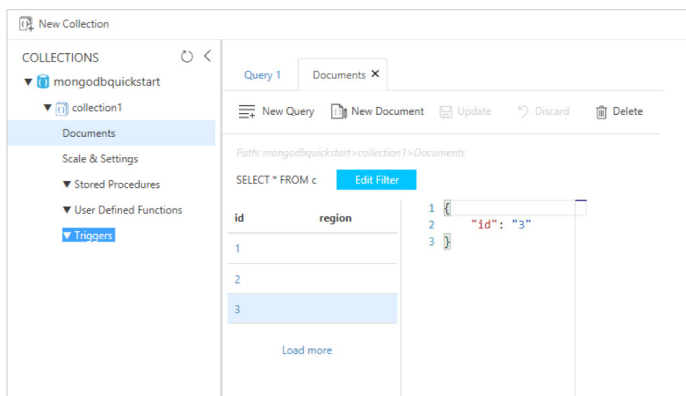 New Collection
COLLECTIONS
mongodbquickstart
collection1
Documents
Scale & Settings
Stored Procedures
User Defined Functions
Triggers
Query 1 Documents
New Query New Document Update Discard Delete
Path: mongodbquickstart>collection1>Documents
SELECT * FROM c Edit Filter
id region
1
2
3
Load more
1 {
2 "id": "3"
3 }